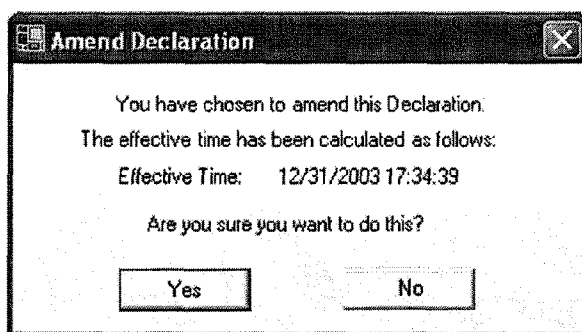 Amend Declaration
You have chosen to amend this Declaration.
The effective time has been calculated as follows:
Effective Time: 12/31/2003 17:34:39
Are you sure you want to do this?
Yes No